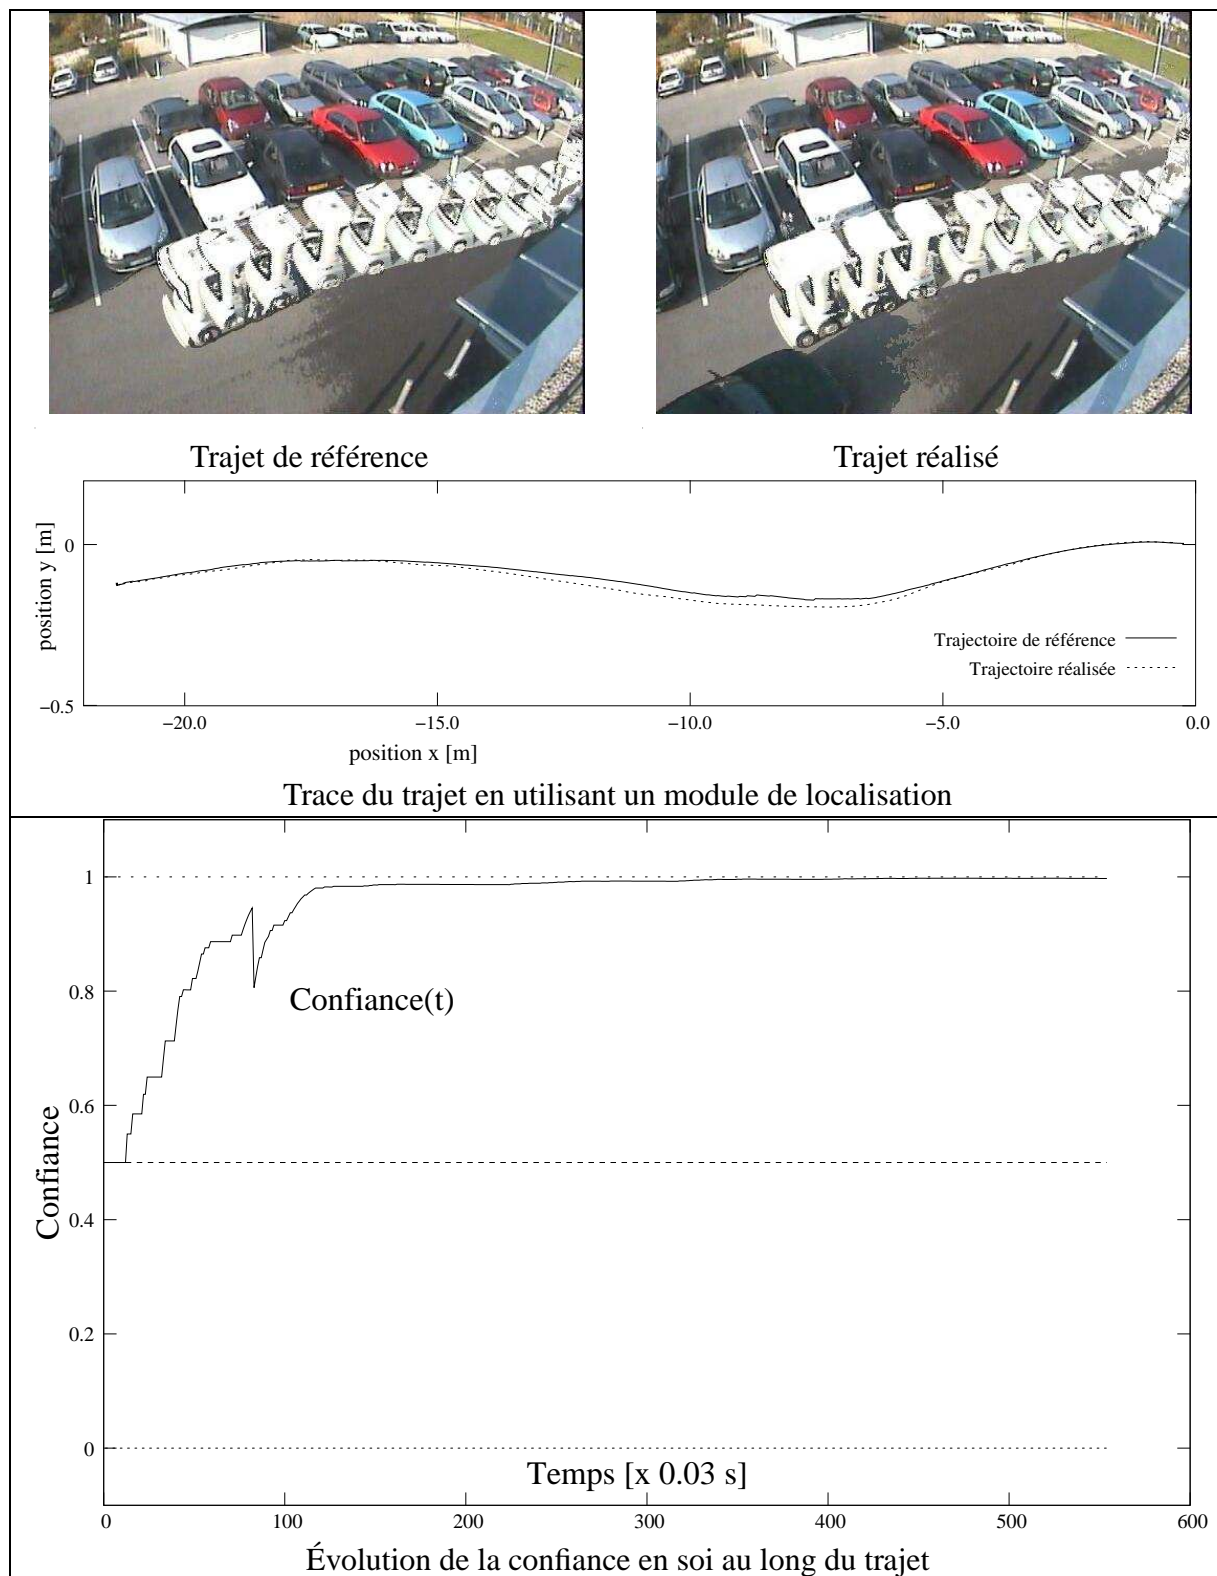 Trajet de référence
Trajet réalisé
0
−0.5
position y [m]
Trajectoire de référence
Trajectoire réalisée
−20.0 −15.0 −10.0 −5.0 0.0
position x [m]
Trace du trajet en utilisant un module de localisation
1
0.8
0.6
0.4
0.2
0
Confiance
Confiance(t)
Temps [x 0.03 s]
0 100 200 300 400 500 600
Évolution de la confiance en soi au long du trajet